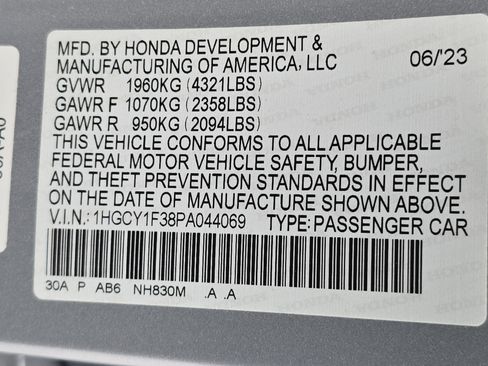 MFD. BY HONDA DEVELOPMENT & 
MANUFACTURING OF AMERICA, LLC 06/'23
GVWR 1960KG (4321LBS)
GAWR F 1070KG (2358LBS)
GAWR R 950KG (2094LBS)
THIS VEHICLE CONFORMS TO ALL APPLICABLE
FEDERAL MOTOR VEHICLE SAFETY, BUMPER,
AND THEFT PREVENTION STANDARDS IN EFFECT
ON THE DATE OF MANUFACTURE SHOWN ABOVE.
V.I.N.: 1HGCY1F38PA044069 TYPE: PASSENGER CAR
30A P AB6 NH830M .A .A